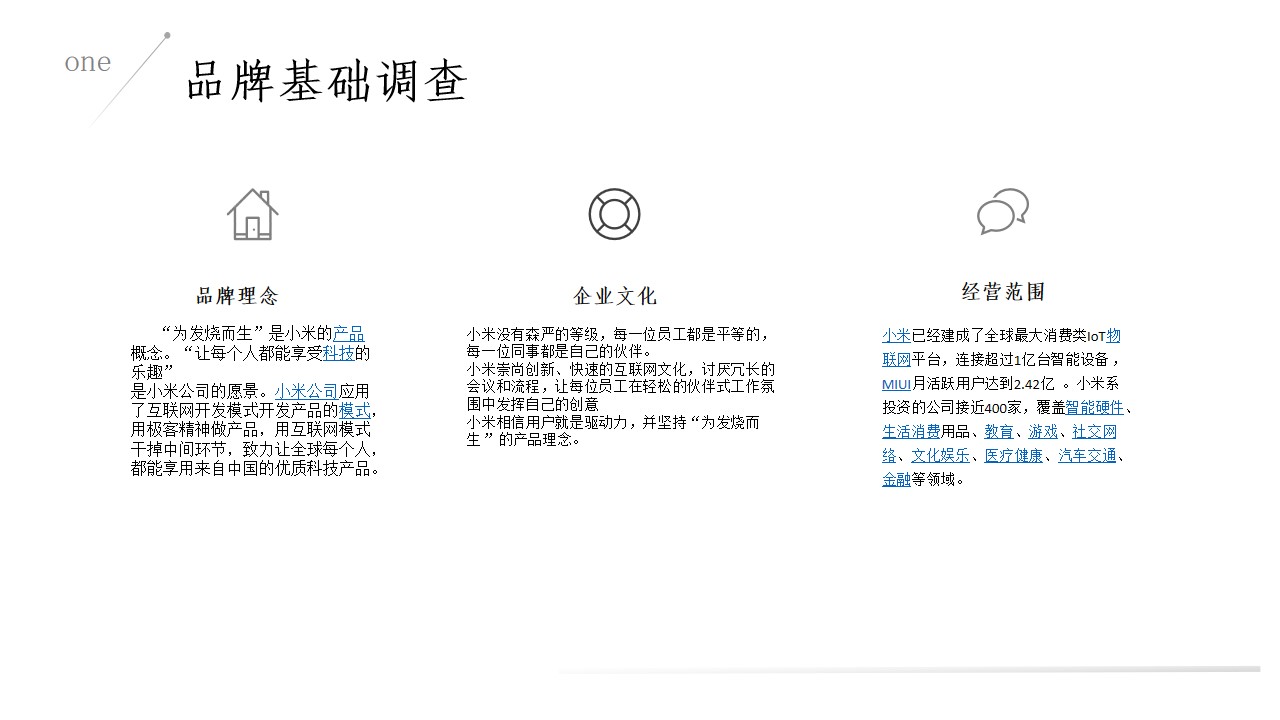 one
品牌基础调查
品牌理念
“为发烧而生”是小米的产品
概念。“让每个人都能享受科技的
乐趣”
是小米公司的愿景。小米公司应用
了互联网开发模式开发产品的模式，
用极客精神做产品，用互联网模式
干掉中间环节，致力让全球每个人，
都能享用来自中国的优质科技产品。
企业文化
小米没有森严的等级，每一位员工都是平等的，
每一位同事都是自己的伙伴。
小米崇尚创新、快速的互联网文化，讨厌冗长的
会议和流程，让每位员工在轻松的伙伴式工作氛
围中发挥自己的创意
小米相信用户就是驱动力，并坚持“为发烧而
生”的产品理念。
经营范围
小米已经建成了全球最大消费类IoT物
联网平台，连接超过1亿台智能设备，
MIUI月活跃用户达到2.42亿 。小米系
投资的公司接近400家，覆盖智能硬件、
生活消费用品、教育、游戏、社交网
络、文化娱乐、医疗健康、汽车交通、
金融等领域。